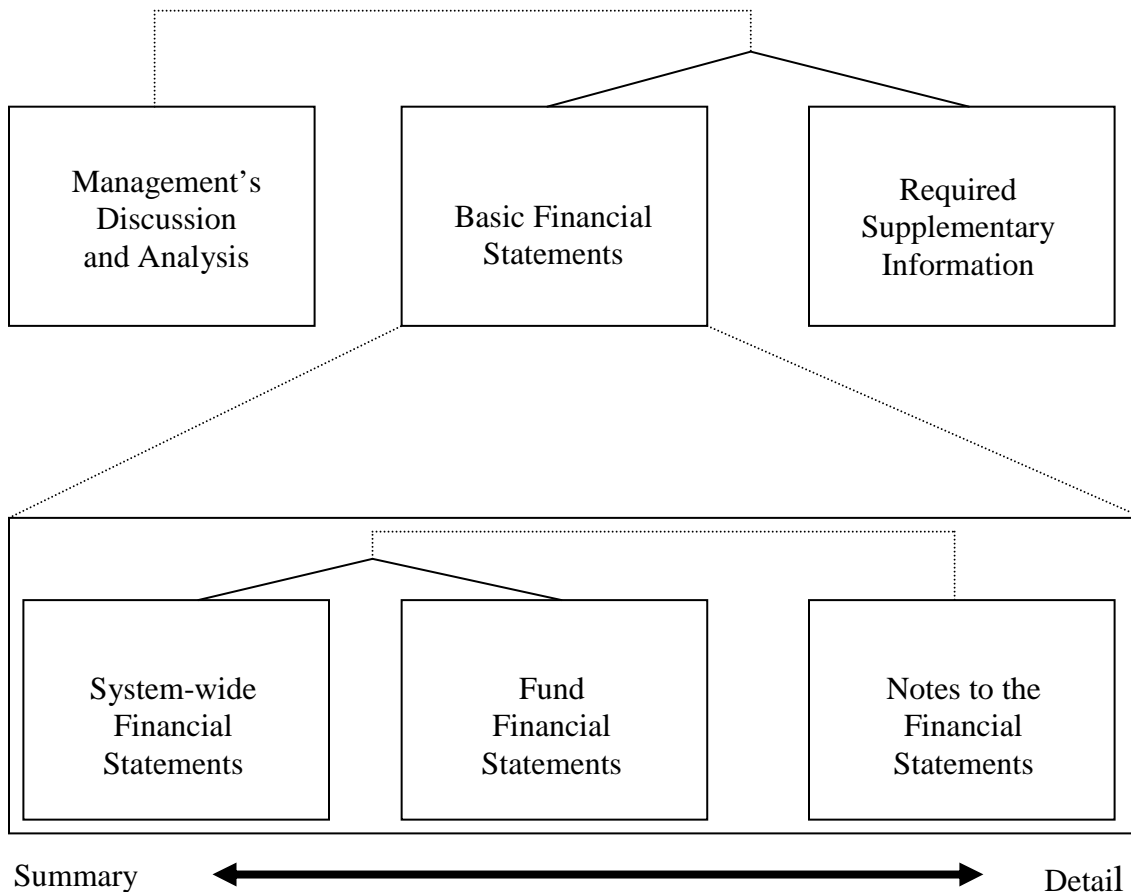 Management’s
Discussion
and Analysis
Basic Financial
Statements
Required
Supplementary
Information
System-wide
Financial
Statements
Fund
Financial
Statements
Notes to the
Financial
Statements
Summary
Detail